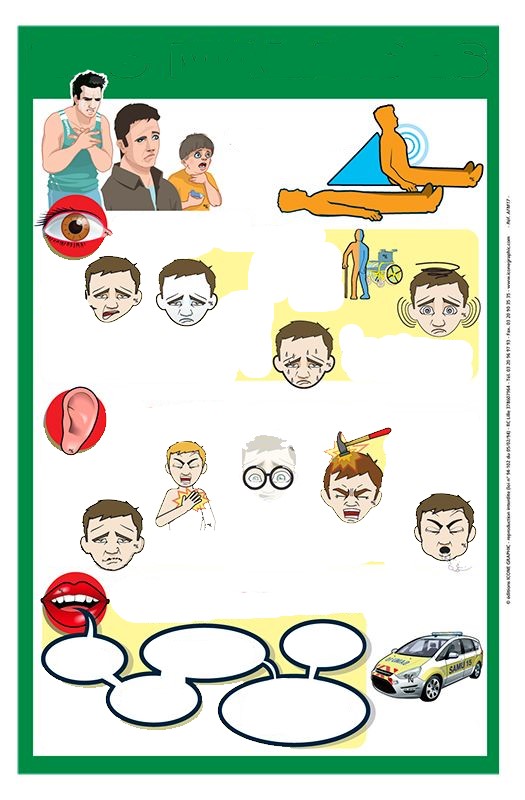 SAMU 15
© éditions ICONE GRAPHIC - reproduction interdite (loi n° 94-102 du 05/02/94) - RC Lille 378607964 - Tél. 03 20 96 97 93 - Fax. 03 20 90 35 35 - www.iconegraphic.com - Réf. AFM17 -